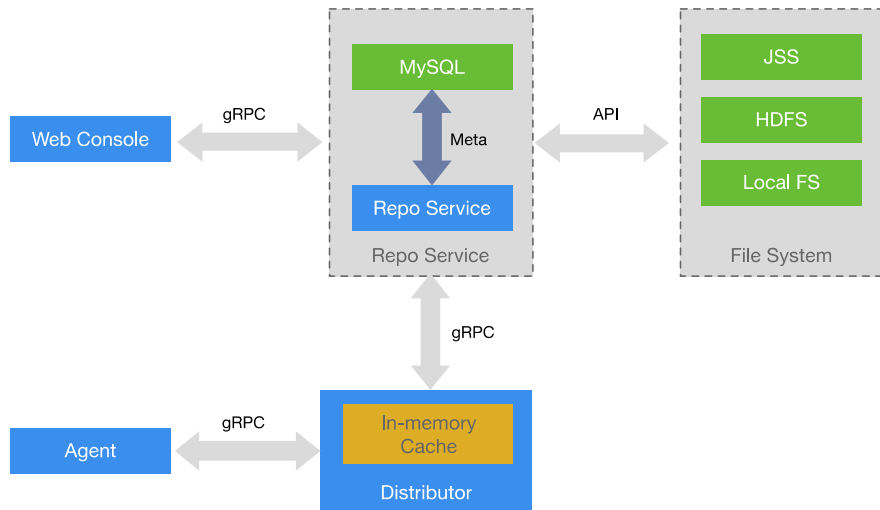 MySQL
JSS
gRPC
API
HDFS
Web Console
Meta
Local FS
Repo Service
Repo Service
File System
gRPC
gRPC
In-memory
Cache
Agent
Distributor